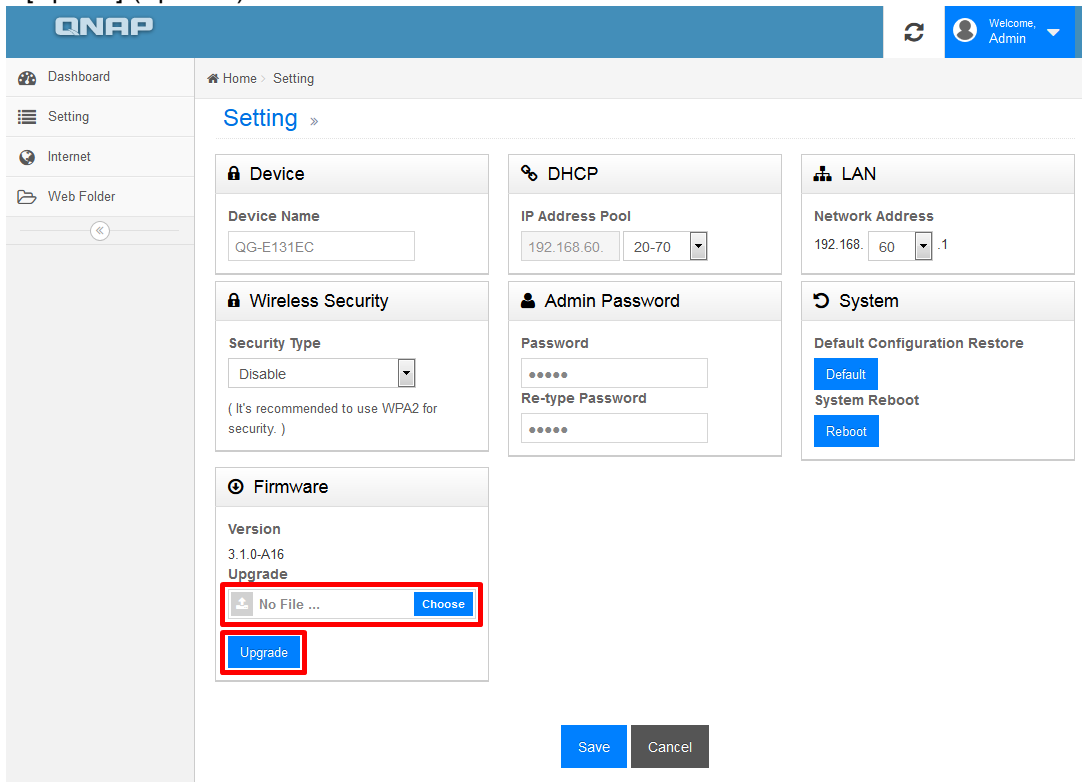 QNAP
Welcome,
Admin
Dashboard
Setting
Internet
Web Folder
Home > Setting
Setting »
Device
Device Name
QG-E131EC
DHCP
IP Address Pool
192.168.60. 20-70
LAN
Network Address
192.168. 60 .1
Wireless Security
Security Type
Disable
( It's recommended to use WPA2 for
security. )
Admin Password
Password
●●●●●
Re-type Password
●●●●●
System
Default Configuration Restore
Default
System Reboot
Reboot
Firmware
Version
3.1.0-A16
Upgrade
No File ... Choose
Upgrade
Save Cancel